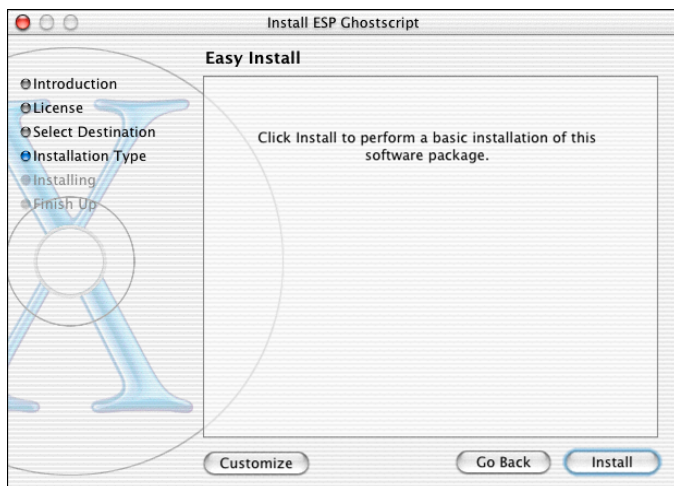 Install ESP Ghostscript
Easy Install
Introduction
License
Select Destination
Installation Type
Installing
Finish Up
Click Install to perform a basic installation of this
software package.
Customize
Go Back
Install